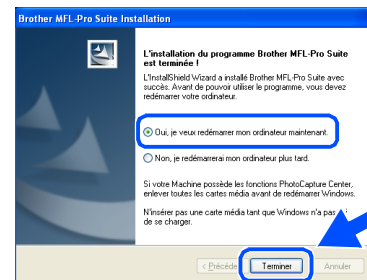 Brother MFL-Pro Suite Installation
L'installation du programme Brother MFL-Pro Suite
est terminée !
L'InstallShield Wizard a installé Brother MFL-Pro Suite avec
succès. Avant de pouvoir utiliser le programme, vous devez
redémarrer votre ordinateur.
Oui, je veux redémarrer mon ordinateur maintenant.
Non, je redémarrerai mon ordinateur plus tard.
Si votre Machine possède les fonctions PhotoCapture Center,
enlever toutes les cartes média avant de redémarrer Windows.
N'insérer pas une carte média tant que Windows n'a pas
de se charger.
< Précéde Terminer Annuler